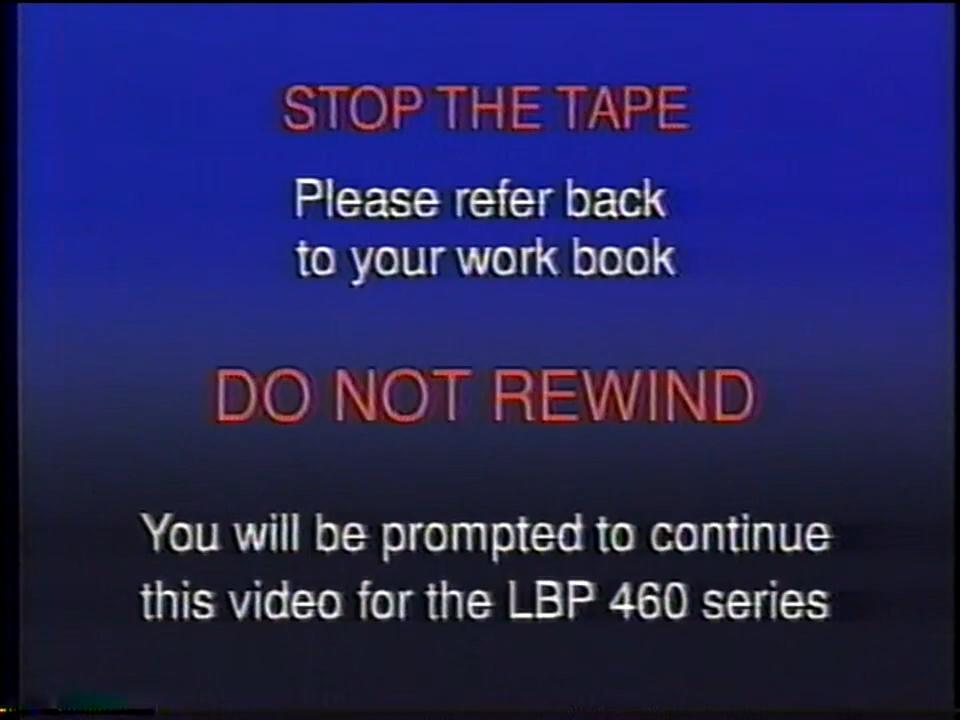 STOP THE TAPE
Please refer back
to your work book
DO NOT REWIND
You will be prompted to continue
this video for the LBP 460 series